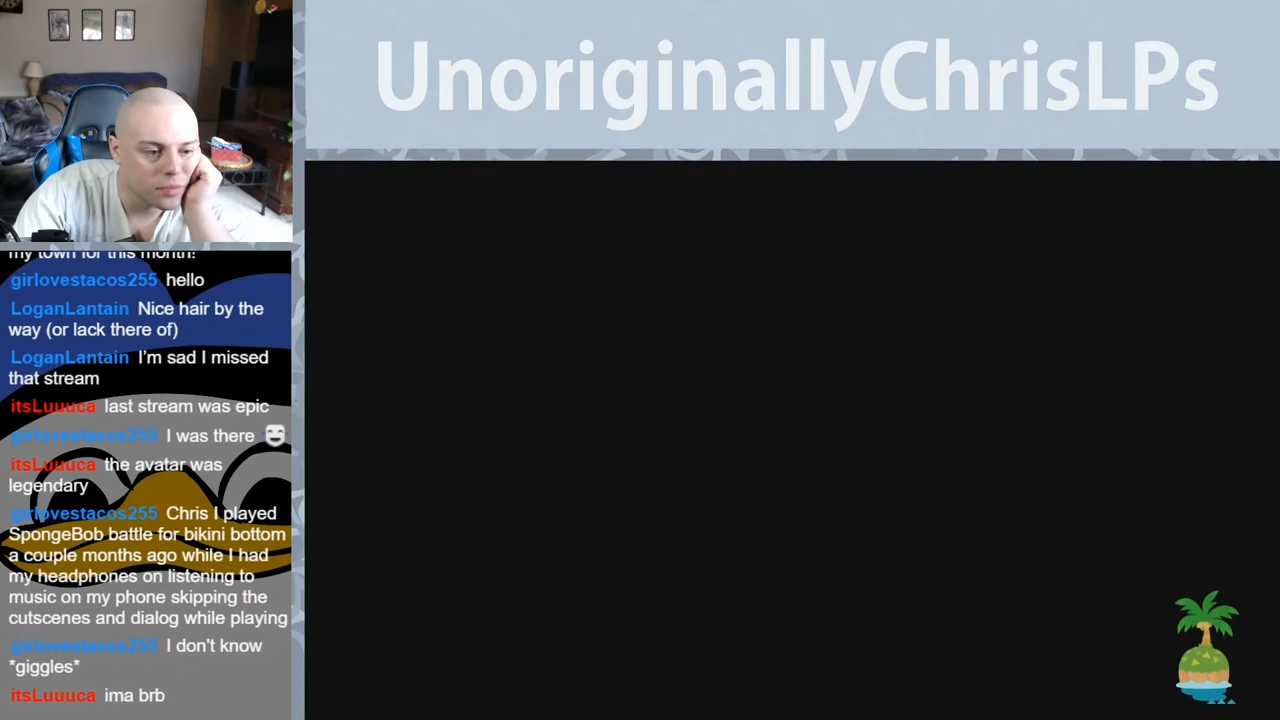 UnoriginallyChrisLPs
my town for this month!
girlovestacos255 hello
LoganLantain Nice hair by the
way (or lack there of)
LoganLantain I'm sad I missed
that stream
itsLuuuca last stream was epic
girlovestacos255 I was there
itsLuuuca the avatar was
legendary
girlovestacos255 Chris I played
SpongeBob battle for bikini bottom
a couple months ago while I had
my headphones on listening to
music on my phone skipping the
cutscenes and dialog while playing
girlovestacos255 I don't know
*giggles*
itsLuuuca ima brb